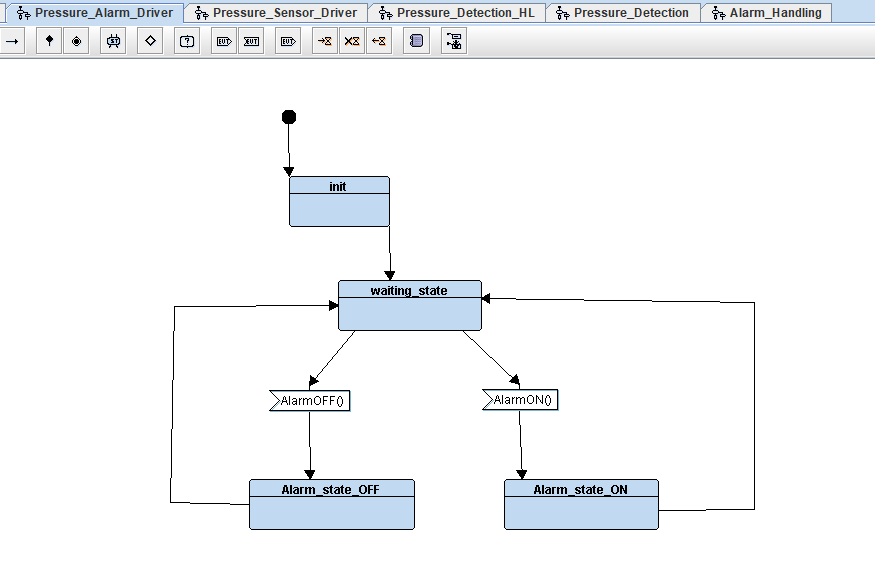 Pressure_Alarm_Driver Pressure_Sensor_Driver Pressure_Detection_HL Pressure_Detection Alarm_Handling
init
waiting_state
AlarmOFF() AlarmON()
Alarm_state_OFF Alarm_state_ON